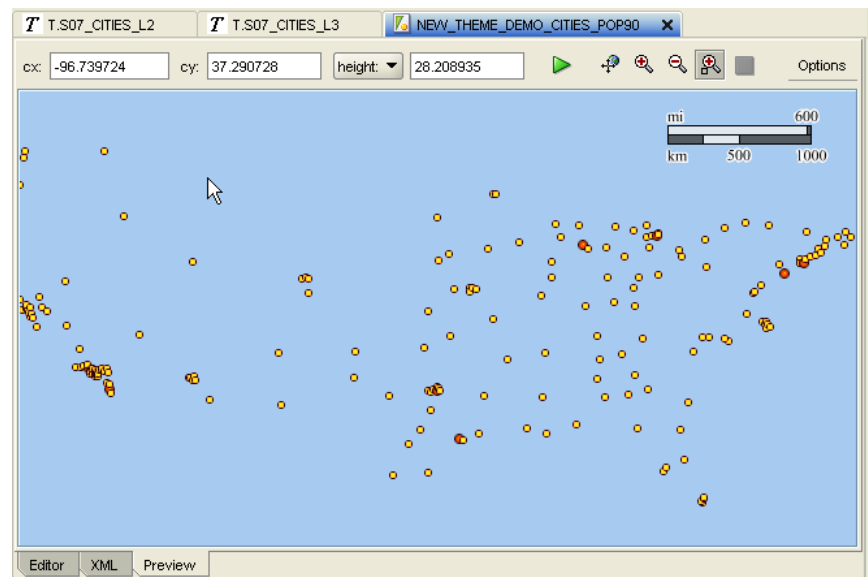 T T.S07_CITIES_L2 T T.S07_CITIES_L3 NEW_THEME_DEMO_CITIES_POP90
cx: -96.739724 cy: 37.290728 height: 28.208935 Options
mi 600
km 500 1000
Editor XML Preview